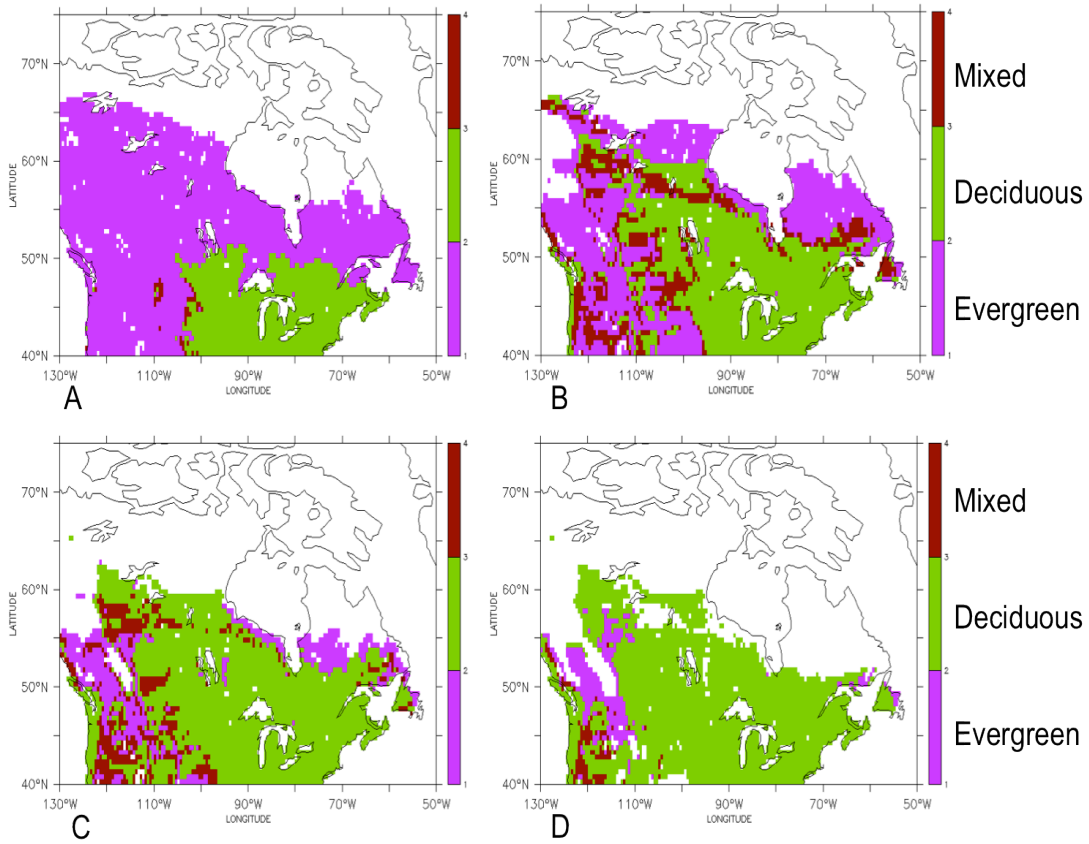 4
3
2
1
70°N
60°N
50°N
40°N
LATITUDE
130°W
110°W
90°W
70°W
50°W
LONGITUDE
A
4
3
2
1
Mixed
Deciduous
Evergreen
70°N
60°N
50°N
40°N
LATITUDE
130°W
110°W
90°W
70°W
50°W
LONGITUDE
B
4
3
2
1
70°N
60°N
50°N
40°N
LATITUDE
130°W
110°W
90°W
70°W
50°W
LONGITUDE
C
4
3
2
1
Mixed
Deciduous
Evergreen
70°N
60°N
50°N
40°N
LATITUDE
130°W
110°W
90°W
70°W
50°W
LONGITUDE
D